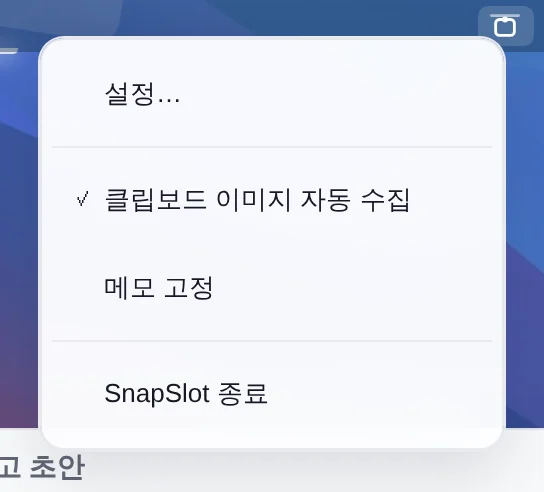 설정...
✓ 클립보드 이미지 자동 수집
메모 고정
SnapSlot 종료
고 초안